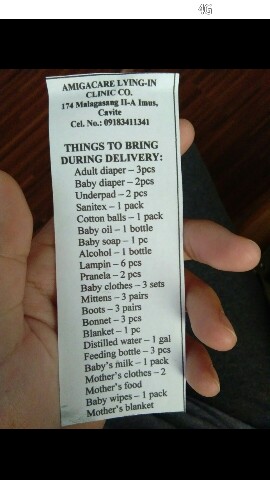 4G
AMIGACARE LYING-IN
CLINIC CO.
174 Malagasang II-A Imus,
Cavite
Cel. No.: 09183411341
THINGS TO BRING
DURING DELIVERY:
Adult diaper – 3pcs
Baby diaper – 2pcs
Underpad – 2 pcs
Sanitex – 1 pack
Cotton balls – 1 pack
Baby oil – 1 bottle
Baby soap – 1 pc
Alcohol – 1 bottle
Lampin – 6 pcs
Pranela – 2 pcs
Baby clothes – 3 sets
Mittens – 3 pairs
Boots – 3 pairs
Bonnet – 3 pcs
Blanket – 1 pc
Distilled water – 1 gal
Feeding bottle – 3 pcs
Baby's milk – 1 pack
Mother's clothes – 2
Mother's food
Baby wipes – 1 pack
Mother's blanket